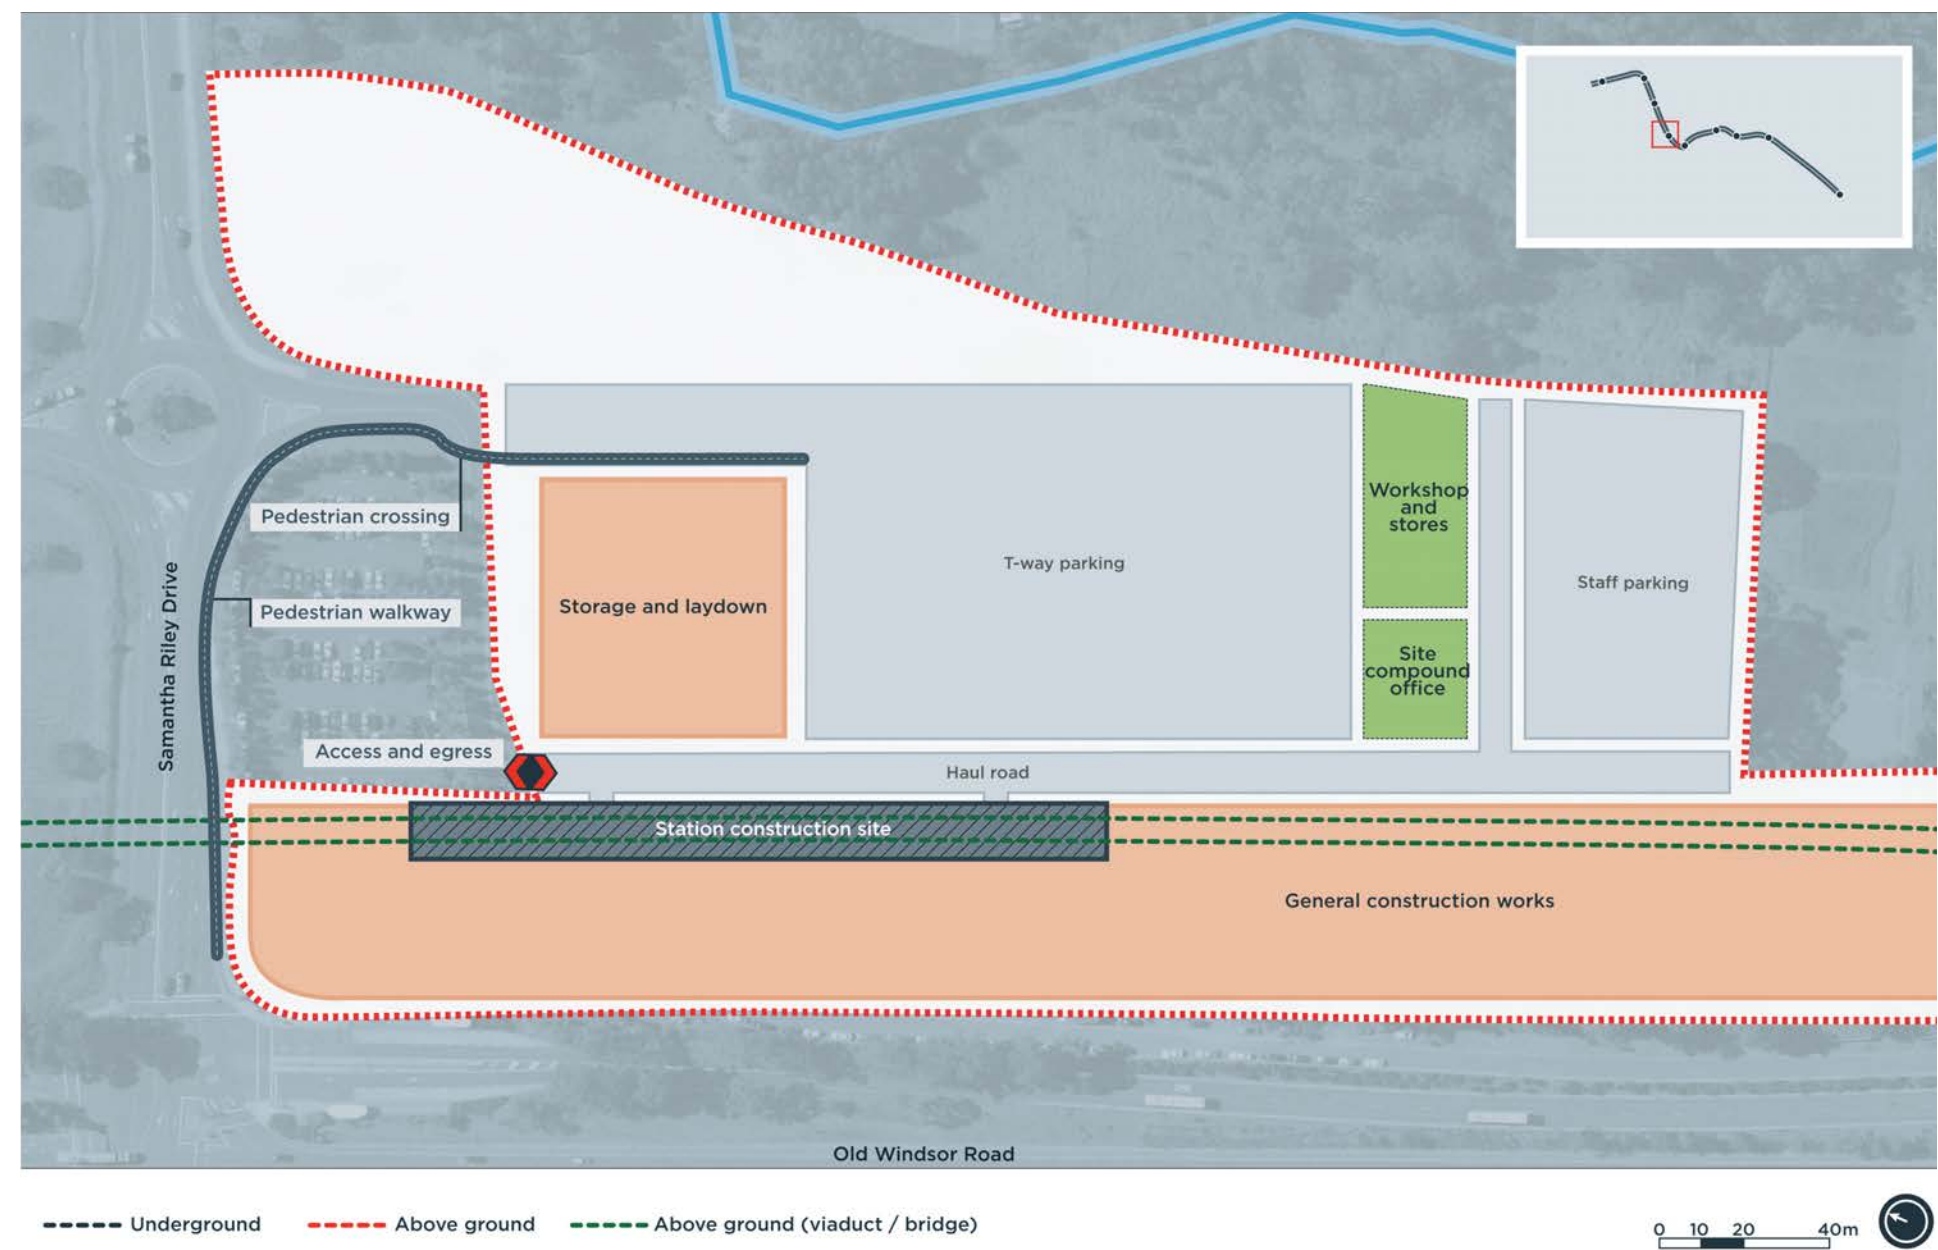 Pedestrian crossing
Workshop
and
stores
T-way parking
Staff parking
Storage and laydown
Pedestrian walkway
Samantha Riley Drive
Site
compound
office
Access and egress
Haul road
Station construction site
General construction works
Old Windsor Road
Underground
Above ground
Above ground (viaduct / bridge)
0 10 20 40m